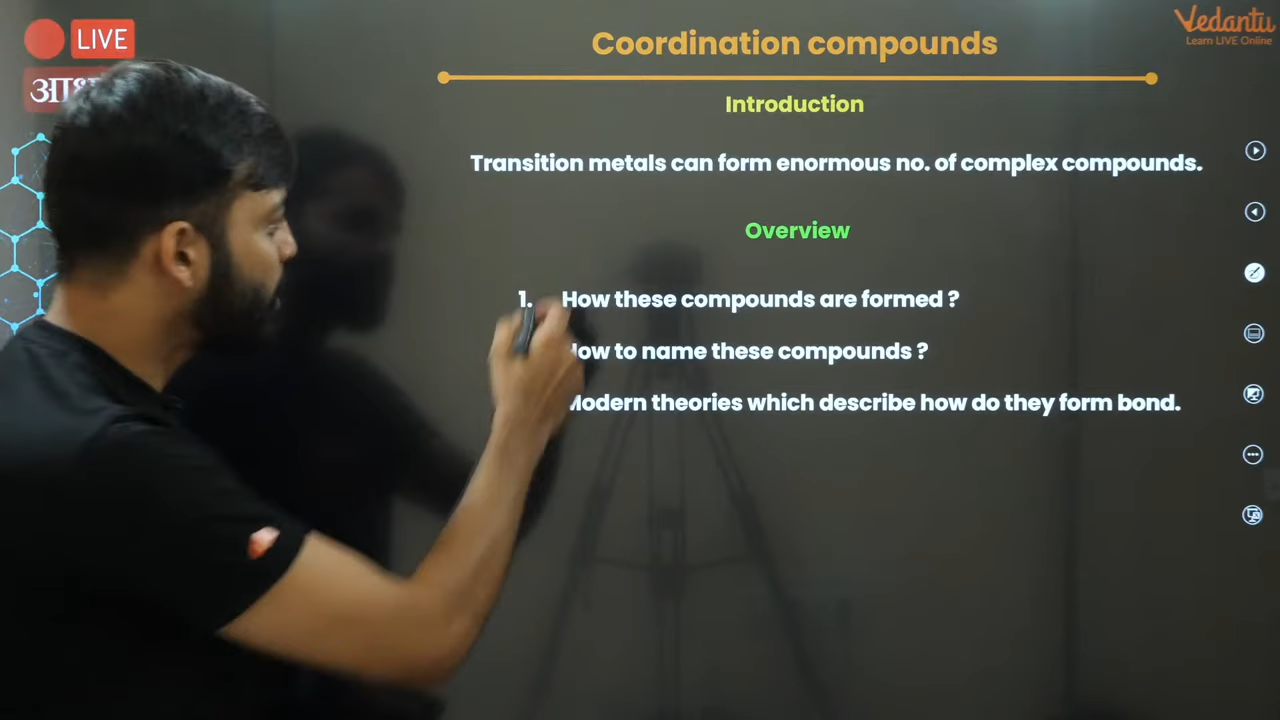 LIVE
Vedantu
Learn LIVE Online
Coordination compounds
Introduction
Transition metals can form enormous no. of complex compounds.
Overview
1. How these compounds are formed ?
to name these compounds ?
theories which describe how do they form bond.